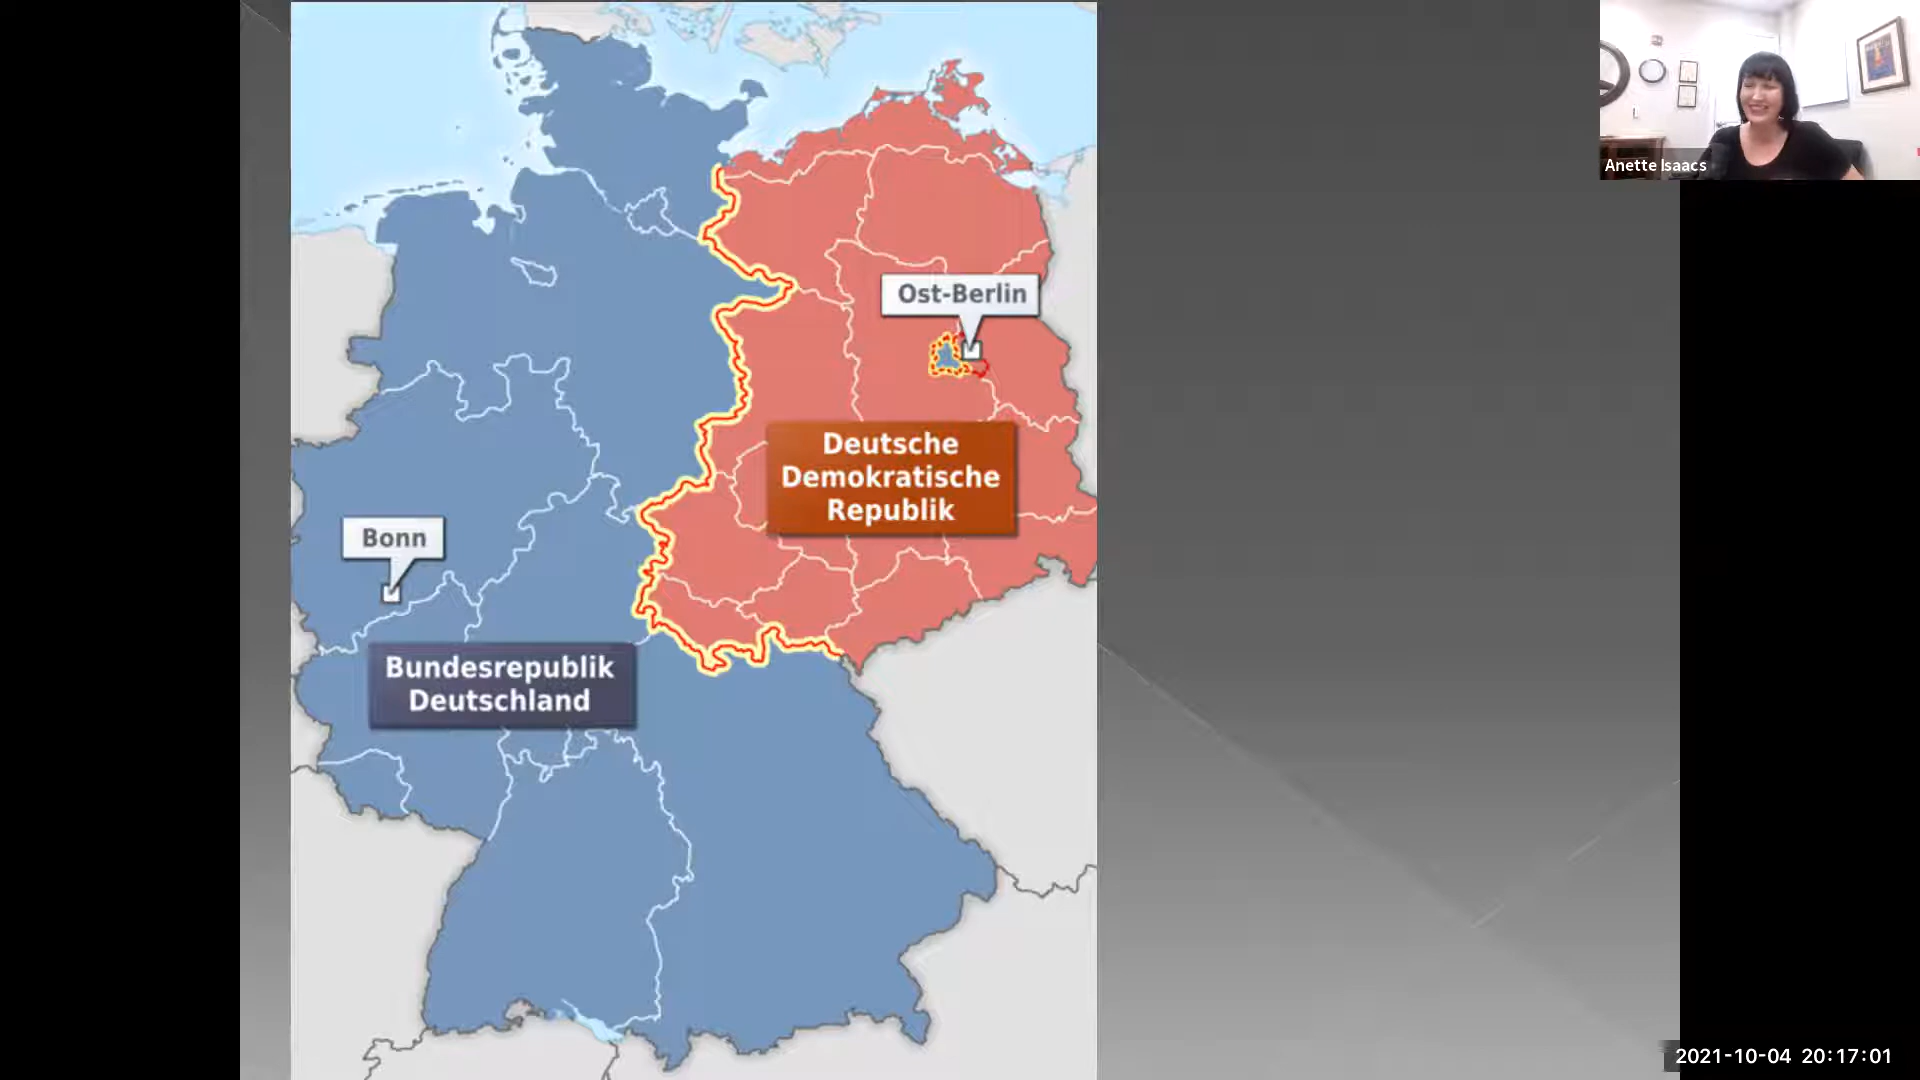 Anette Isaacs
Ost-Berlin
Deutsche
Demokratische
Republik
Bonn
Bundesrepublik
Deutschland
2021-10-04 20:17:01